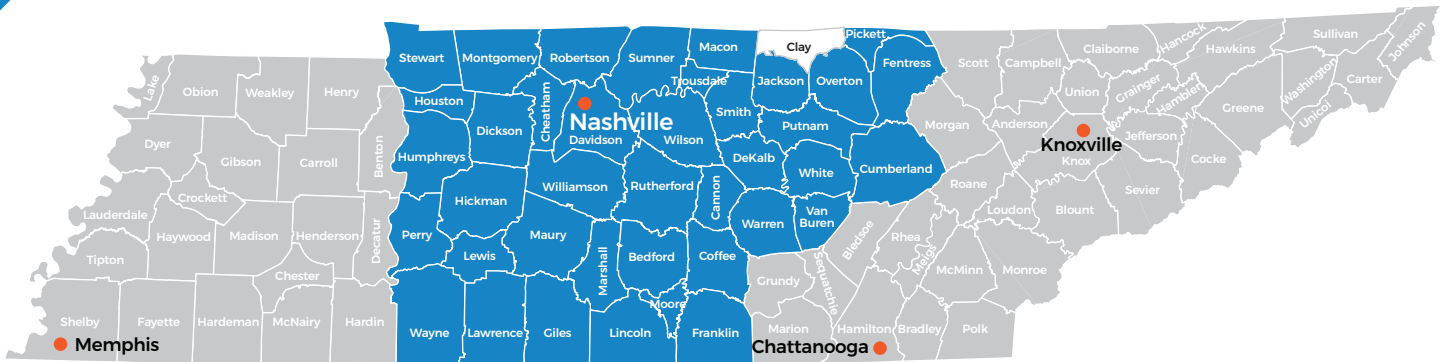 Stewart
Montgomery
Robertson
Sumner
Macon
Clay
Pickett
Fentress
Scott
Campbell
Claiborne
Hancock
Hawkins
Sullivan
Johnson
Lake
Obion
Weakley
Henry
Houston
Dickson
Cheatham
Nashville
Davidson
Trousdale
Wilson
Smith
Jackson
Overton
Putnam
Morgan
Anderson
Union
Grainger
Hamblen
Greene
Washington
Carter
Unicoi
Dyer
Gibson
Carroll
Benton
Humphreys
DeKalb
White
Cumberland
Knoxville
Knox
Jefferson
Cocke
Sevier
Lauderdale
Crockett
Hickman
Williamson
Rutherford
Cannon
Roane
Loudon
Blount
Haywood
Madison
Henderson
Decatur
Perry
Lewis
Maury
Marshall
Bedford
Coffee
Warren
Van
Buren
Bledsoe
Rhea
Meigs
McMinn
Monroe
Tipton
Chester
Grundy
Sequatchie
Moore
Shelby
Fayette
Hardeman
McNairy
Hardin
Wayne
Lawrence
Giles
Lincoln
Franklin
Marion
Hamilton
Bradley
Polk
Memphis
Chattanooga